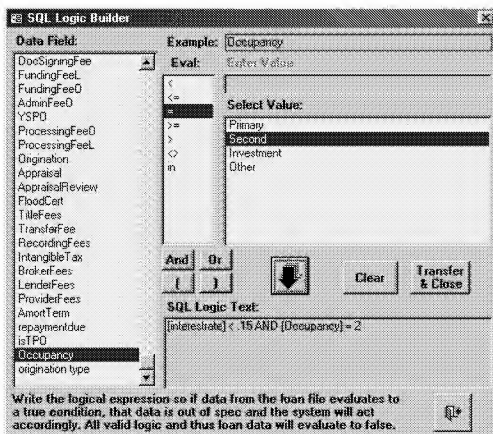 SQL Logic Builder
Data Field:
DocSigningFee
FundingFeeL
FundingFeeO
AdminFeeO
YSPO
ProcessingFeeO
ProcessingFeeL
Origination
Appraisal
AppraisalReview
FloodCert
TitleFees
TransferFee
RecordingFees
IntangibleTax
BrokerFees
LenderFees
ProviderFees
AmortTerm
repaymentdue
isTPO
Occupancy
origination type
Example: Occupancy
Eval:
Enter Value
<
<=
=
>=
>
<>
in
Select Value:
Primary
Second
Investment
Other
And Or
( )
Clear
Transfer
& Close
SQL Logic Text:
[interestrate] < .15 AND [Occupancy] = 2
Write the logical expression so if data from the loan file evaluates to
a true condition, that data is out of spec and the system will act
accordingly. All valid logic and thus loan data will evaluate to false.